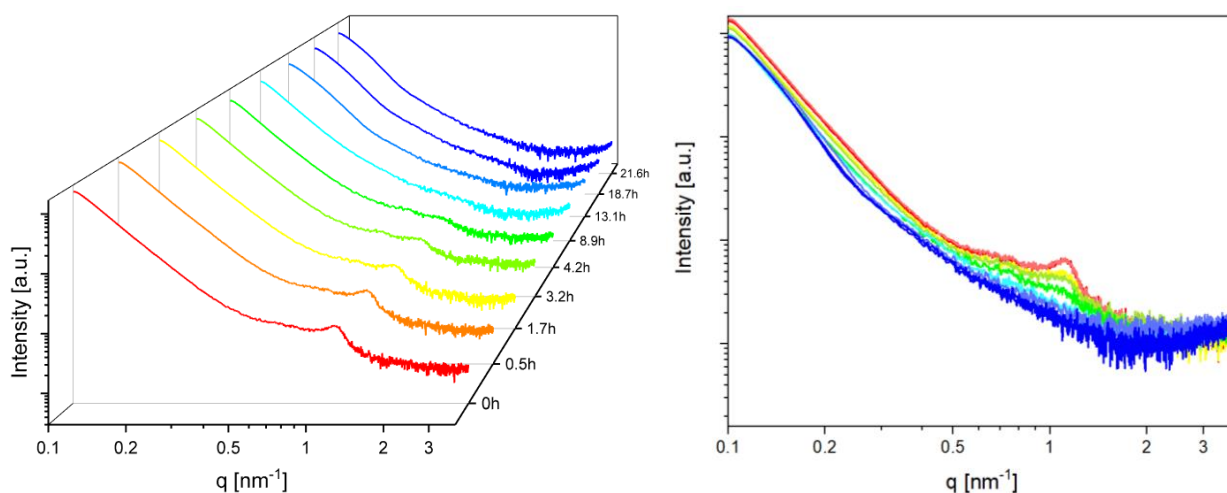 Intensity [a.u.]
0.1 0.2 0.5 1 2 3
q [nm⁻¹]
0h
0.5h
1.7h
3.2h
4.2h
8.9h
13.1h
18.7h
21.6h
Intensity [a.u.]
0.1 0.2 0.5 1 2 3
q [nm⁻¹]